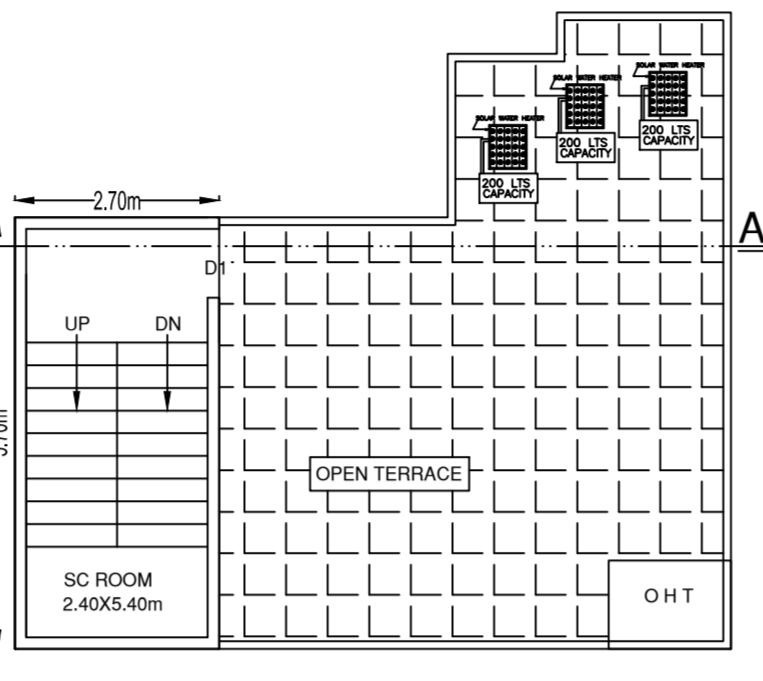 SOLAR WATER HEATER
SOLAR WATER HEATER
SOLAR WATER HEATER
200 LTS
CAPACITY
200 LTS
CAPACITY
200 LTS
CAPACITY
2.70m
A
D1
UP
DN
OPEN TERRACE
SC ROOM
2.40X5.40m
O H T